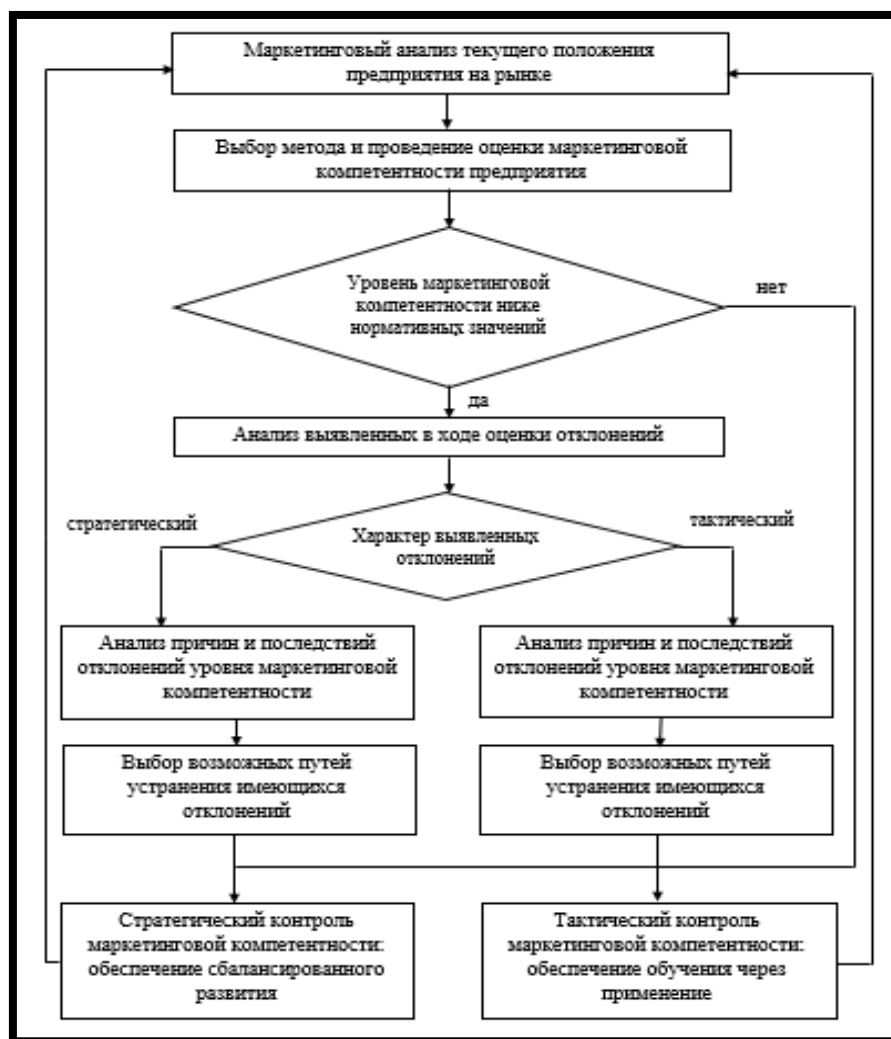 Маркетинговый анализ текущего положения
предприятия на рынке
Выбор метода и проведение оценки маркетинговой
компетентности предприятия
Уровень маркетинговой
компетентности ниже
нормативных значений
нет
да
Анализ выявленных в ходе оценки отклонений
стратегический
тактический
Характер выявленных
отклонений
Анализ причин и последствий
отклонений уровня маркетинговой
компетентности
Анализ причин и последствий
отклонений уровня маркетинговой
компетентности
Выбор возможных путей
устранения имеющихся
отклонений
Выбор возможных путей
устранения имеющихся
отклонений
Стратегический контроль
маркетинговой компетентности:
обеспечение сбалансированного
развития
Тактический контроль
маркетинговой компетентности:
обеспечение обучения через
применение